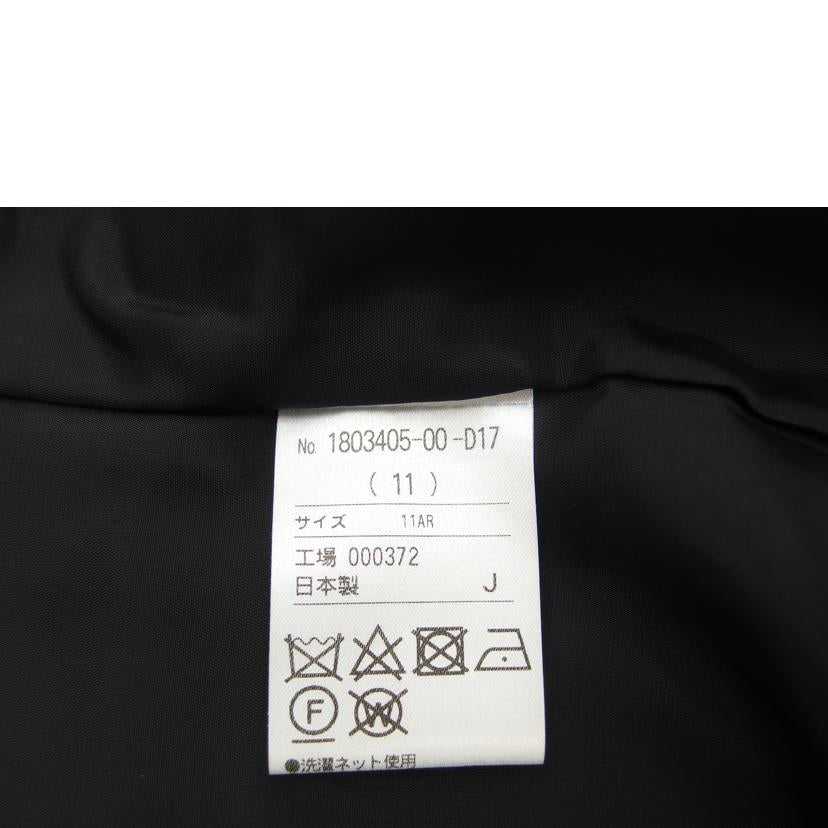 No. 1803405-00-D17
( 11 )
サイズ 11AR
工場 000372
日本製 J
F
W
●洗濯ネット使用